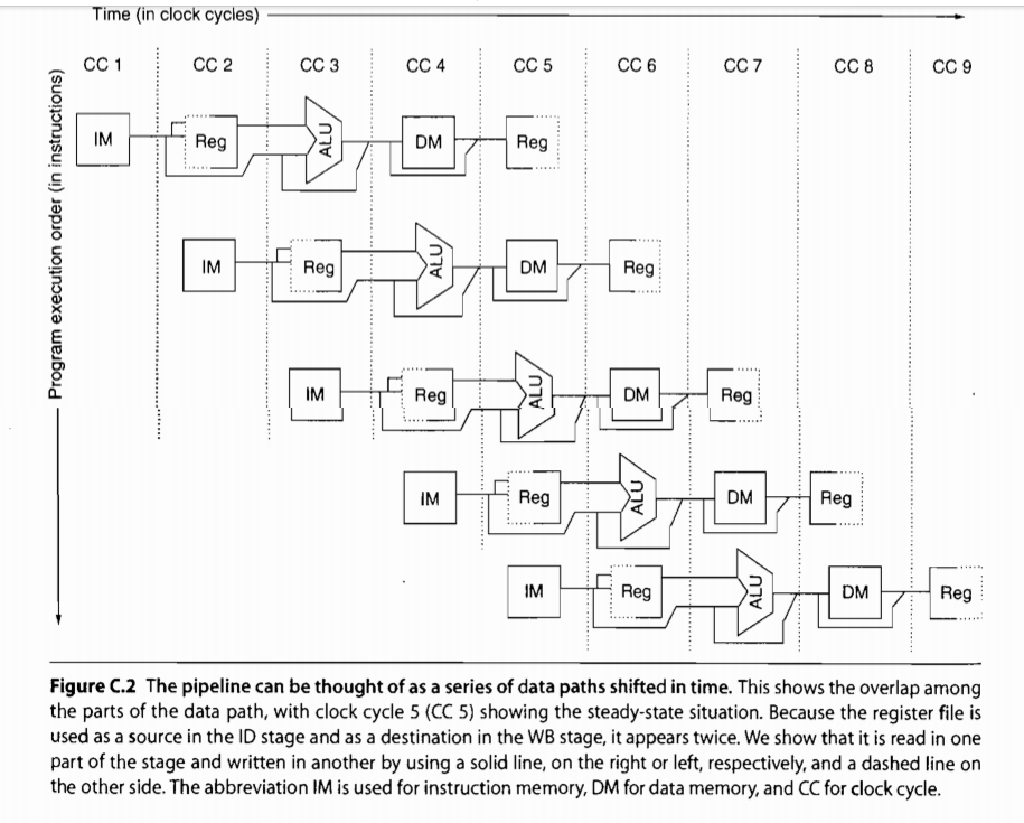 Time (in clock cycles)
Program execution order (in instructions)
CC 1 CC 2 CC 3 CC 4 CC 5 CC 6 CC 7 CC 8 CC 9
IM Reg ALU DM Reg
IM Reg ALU DM Reg
IM Reg ALU DM Reg
IM Reg ALU DM Reg
IM Reg ALU DM Reg
Figure C.2 The pipeline can be thought of as a series of data paths shifted in time. This shows the overlap among
the parts of the data path, with clock cycle 5 (CC 5) showing the steady-state situation. Because the register file is
used as a source in the ID stage and as a destination in the WB stage, it appears twice. We show that it is read in one
part of the stage and written in another by using a solid line, on the right or left, respectively, and a dashed line on
the other side. The abbreviation IM is used for instruction memory, DM for data memory, and CC for clock cycle.